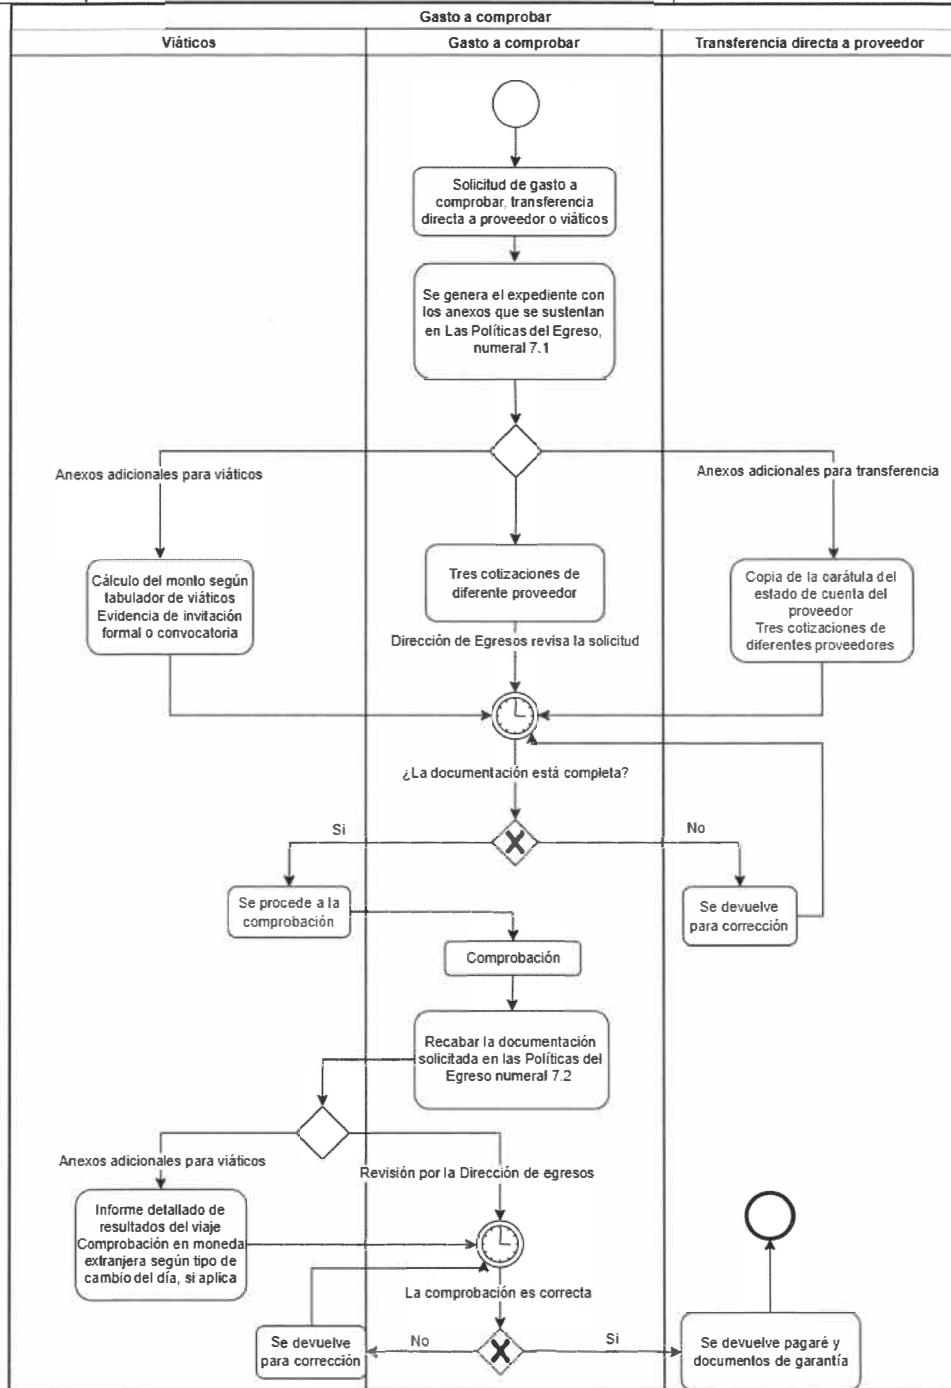 Gasto a comprobar
Viáticos
Gasto a comprobar
Transferencia directa a proveedor
Solicitud de gasto a
comprobar, transferencia
directa a proveedor o viáticos
Se genera el expediente con
los anexos que se sustentan
en Las Políticas del Egreso,
numeral 7.1
Anexos adicionales para viáticos
Anexos adicionales para transferencia
Cálculo del monto según
tabulador de viáticos
Evidencia de invitación
formal o convocatoria
Tres cotizaciones de
diferente proveedor
Copia de la carátula del
estado de cuenta del
proveedor
Tres cotizaciones de
diferentes proveedores
Dirección de Egresos revisa la solicitud
¿La documentación está completa?
Si
No
Se procede a la
comprobación
Se devuelve
para corrección
Comprobación
Recabar la documentación
solicitada en las Políticas del
Egreso numeral 7.2
Anexos adicionales para viáticos
Revisión por la Dirección de egresos
Informe detallado de
resultados del viaje
Comprobación en moneda
extranjera según tipo de
cambio del día, si aplica
La comprobación es correcta
Se devuelve
para corrección
No
Si
Se devuelve pagaré y
documentos de garantía